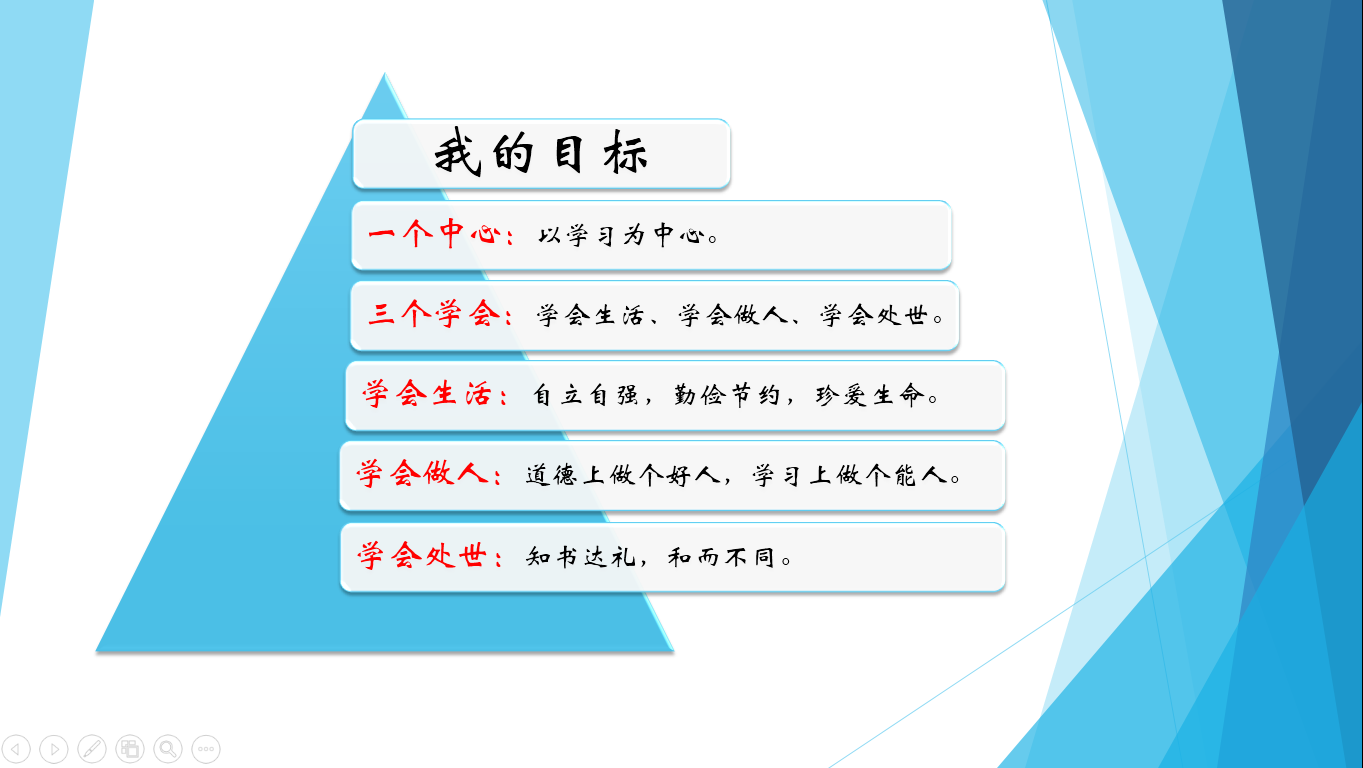 我的目标
一个中心：以学习为中心。
三个学会：学会生活、学会做人、学会处世。
学会生活：自立自强，勤俭节约，珍爱生命。
学会做人：道德上做个好人，学习上做个能人。
学会处世：知书达礼，和而不同。